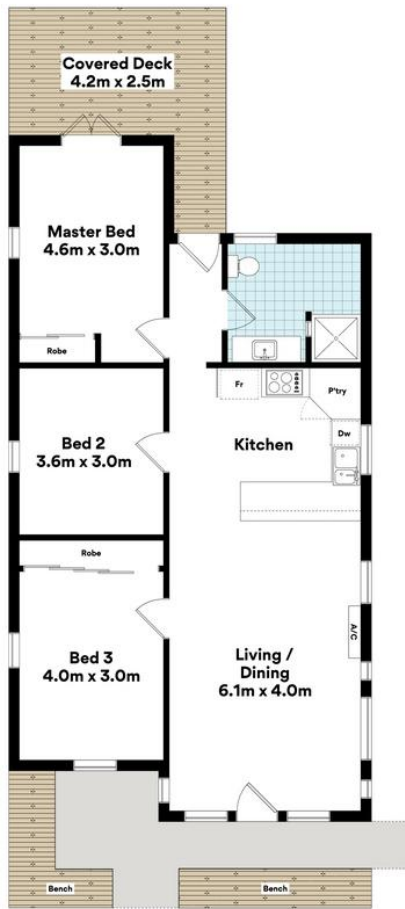 Covered Deck
4.2m x 2.5m
Master Bed
4.6m x 3.0m
Robe
Fr
P'try
Dw
Kitchen
Bed 2
3.6m x 3.0m
Robe
A/C
Bed 3
4.0m x 3.0m
Living /
Dining
6.1m x 4.0m
Bench
Bench